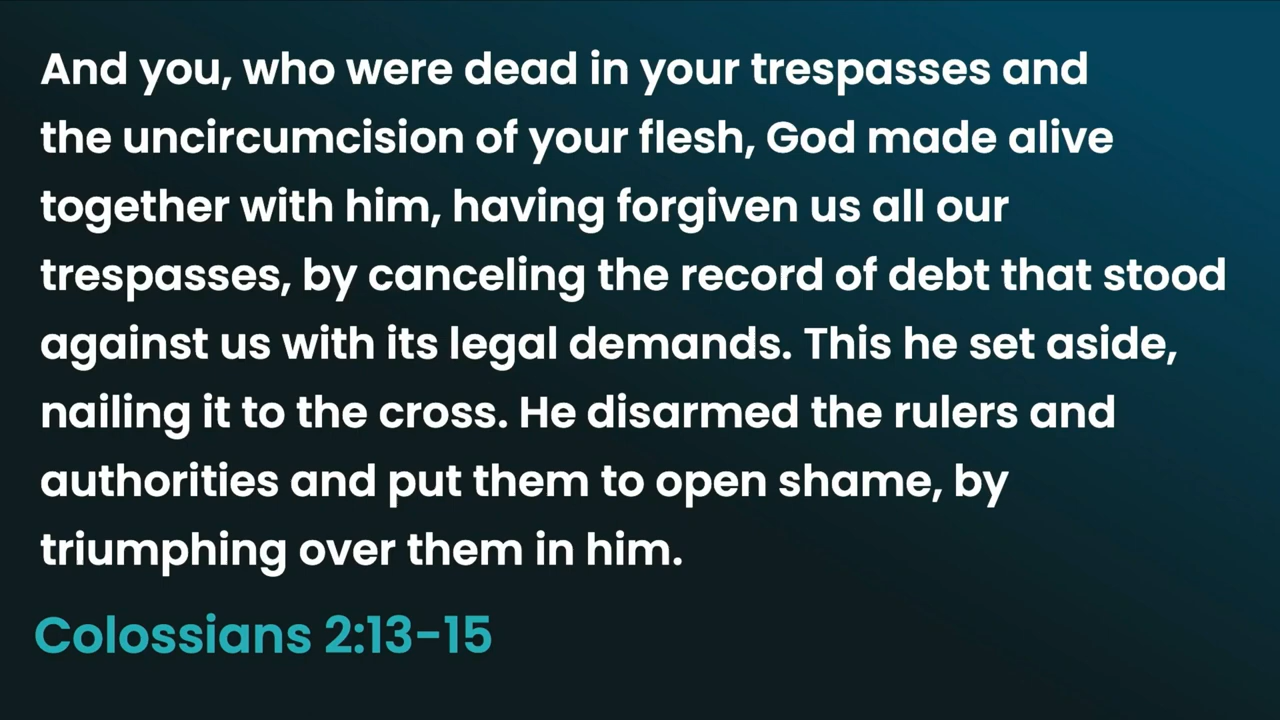 And you, who were dead in your trespasses and
the uncircumcision of your flesh, God made alive
together with him, having forgiven us all our
trespasses, by canceling the record of debt that stood
against us with its legal demands. This he set aside,
nailing it to the cross. He disarmed the rulers and
authorities and put them to open shame, by
triumphing over them in him.
Colossians 2:13-15